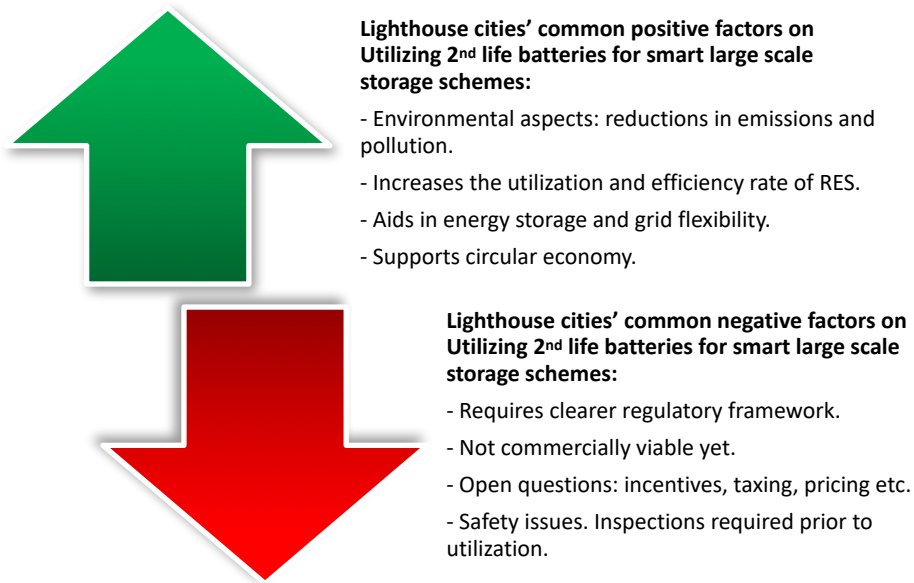 Lighthouse cities’ common positive factors on
Utilizing 2nd life batteries for smart large scale
storage schemes:
- Environmental aspects: reductions in emissions and
pollution.
- Increases the utilization and efficiency rate of RES.
- Aids in energy storage and grid flexibility.
- Supports circular economy.
Lighthouse cities’ common negative factors on
Utilizing 2nd life batteries for smart large scale
storage schemes:
- Requires clearer regulatory framework.
- Not commercially viable yet.
- Open questions: incentives, taxing, pricing etc.
- Safety issues. Inspections required prior to
utilization.